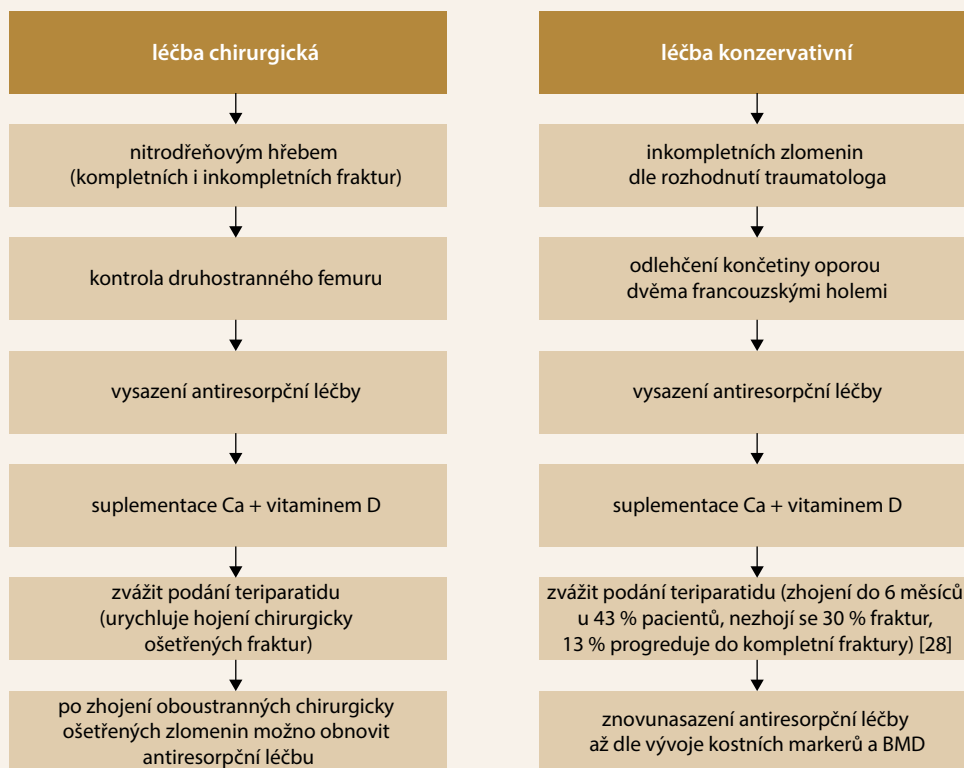 léčba chirurgická
nitrodřeňovým hřebem
(kompletních i inkompletních fraktur)
kontrola druhostranného femuru
vysazení antiresorpční léčby
suplementace Ca + vitaminem D
zvážit podání teriparatidu
(urychluje hojení chirurgicky
ošetřených fraktur)
po zhojení oboustranných chirurgicky
ošetřených zlomenin možno obnovit
antiresorpční léčbu
léčba konzervativní
inkompletních zlomenin
dle rozhodnutí traumatologa
odlehčení končetiny oporou
dvěma francouzskými holemi
vysazení antiresorpční léčby
suplementace Ca + vitaminem D
zvážit podání teriparatidu (zhojení do 6 měsíců
u 43 % pacientů, nezhojí se 30 % fraktur,
13 % progreduje do kompletní fraktury) [28]
znovunasazení antiresorpční léčby
až dle vývoje kostních markerů a BMD